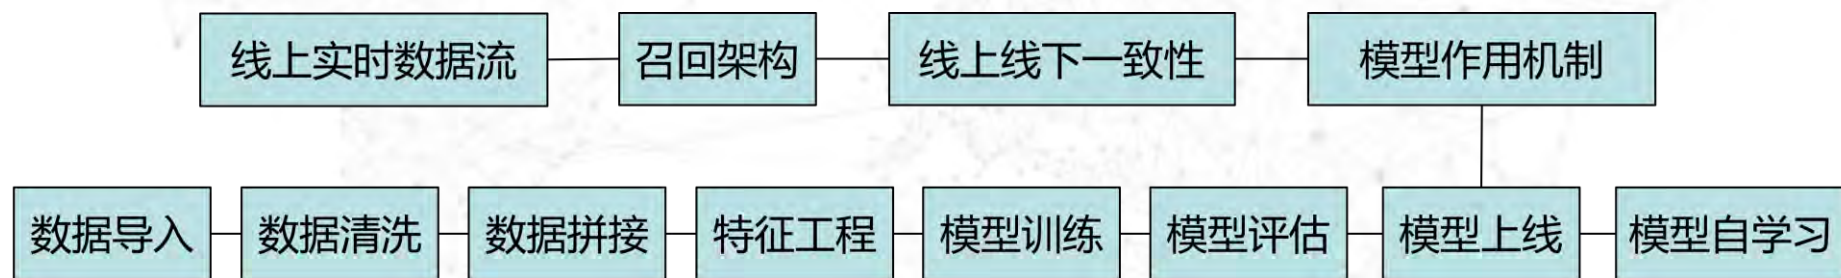 线上实时数据流 召回架构 线上线下一致性 模型作用机制
数据导入 数据清洗 数据拼接 特征工程 模型训练 模型评估 模型上线 模型自学习